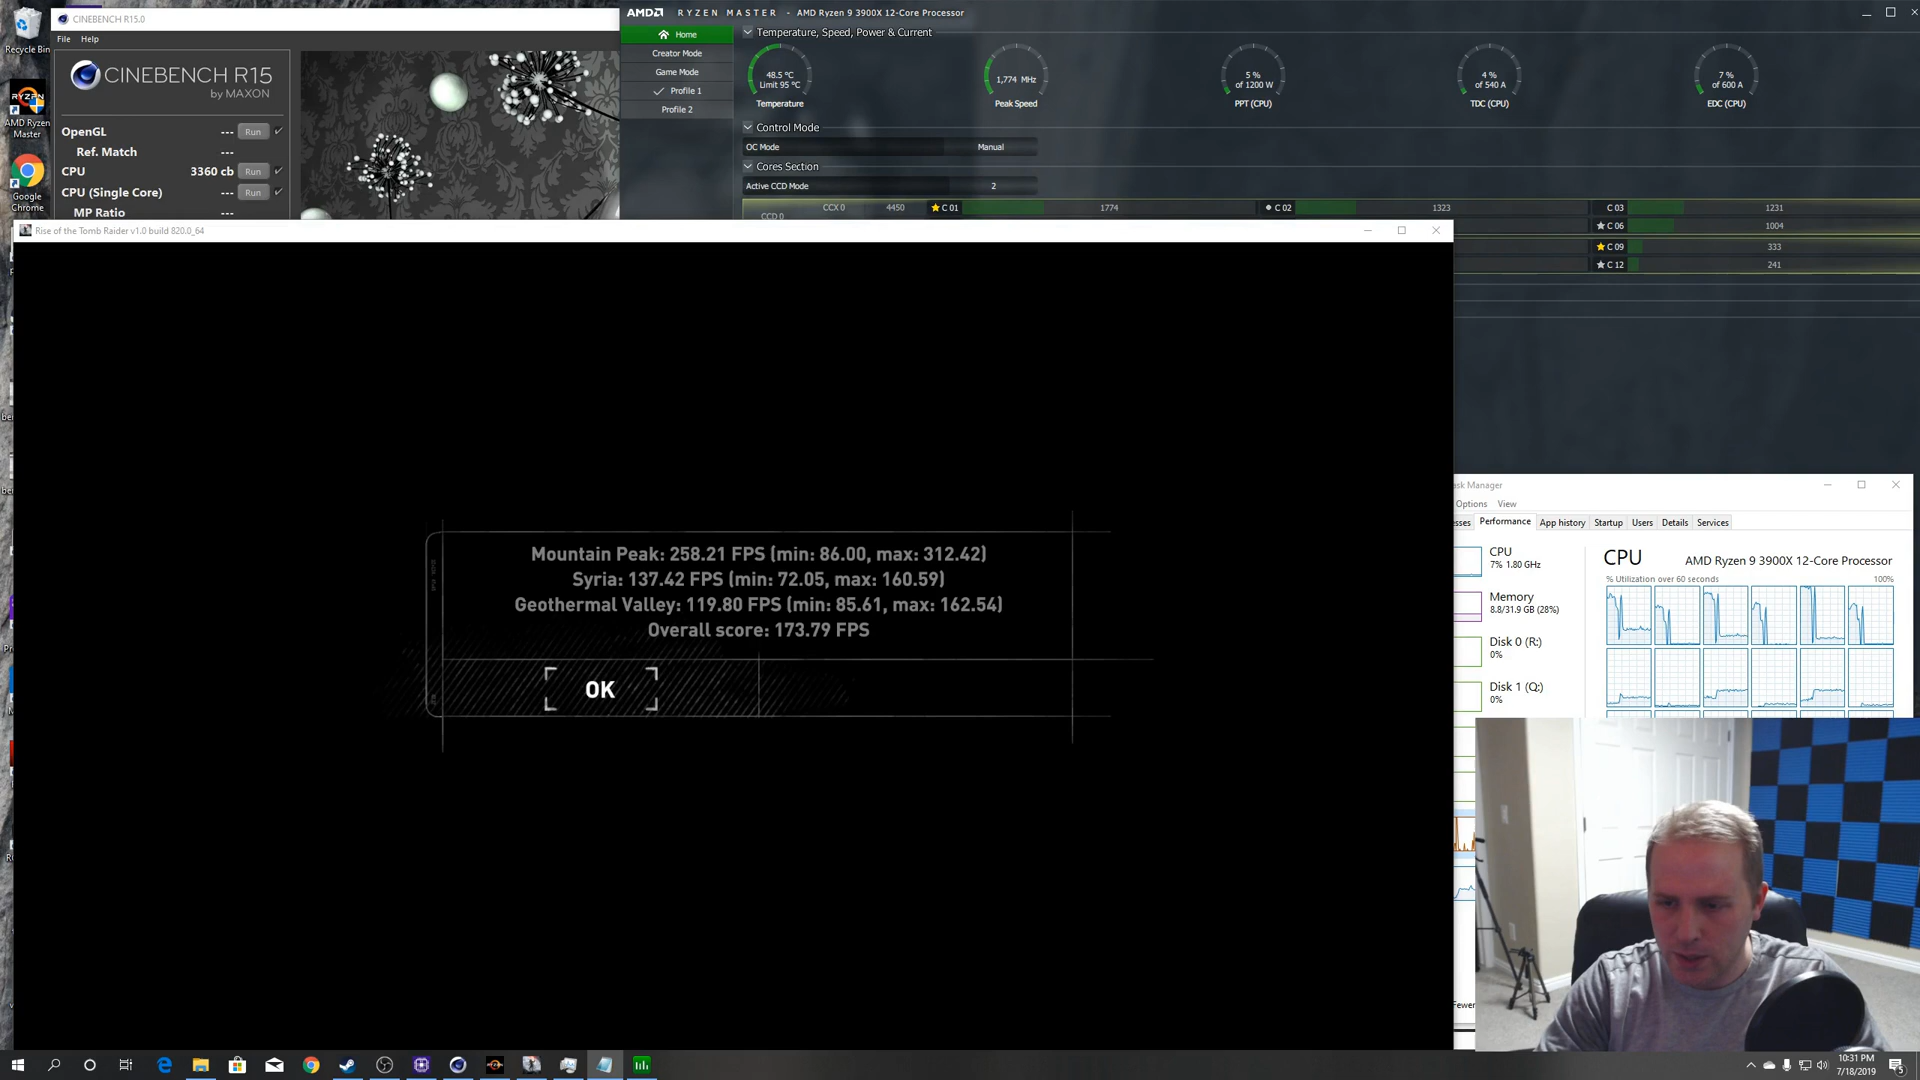 Recycle Bin
CINEBENCH R15.0
File Help
CINEBENCH R15
by MAXON
OpenGL --- Run
Ref. Match ---
CPU 3360 cb Run
CPU (Single Core) --- Run
MP Ratio ---
RYZEN
AMD Ryzen
Master
Google
Chrome
AMD RYZEN MASTER - AMD Ryzen 9 3900X 12-Core Processor
Home
Creator Mode
Game Mode
Profile 1
Profile 2
Temperature, Speed, Power & Current
48.5 °C
Limit 95 °C
Temperature
1,774 MHz
Peak Speed
5 %
of 1200 W
PPT (CPU)
4 %
of 540 A
TDC (CPU)
7 %
of 600 A
EDC (CPU)
Control Mode
OC Mode Manual
Cores Section
Active CCD Mode 2
CCD 0
CCX 0 4450 C 01 1774 C 02 1323 C 03 1231
C 06 1004
C 09 333
C 12 241
Rise of the Tomb Raider v1.0 build 820.0_64
Mountain Peak: 258.21 FPS (min: 86.00, max: 312.42)
Syria: 137.42 FPS (min: 72.05, max: 160.59)
Geothermal Valley: 119.80 FPS (min: 85.61, max: 162.54)
Overall score: 173.79 FPS
OK
ask Manager
Options View
esses Performance App history Startup Users Details Services
CPU
7% 1.80 GHz
Memory
8.8/31.9 GB (28%)
Disk 0 (R:)
0%
Disk 1 (Q:)
0%
CPU AMD Ryzen 9 3900X 12-Core Processor
% Utilization over 60 seconds 100%
Fewer
10:31 PM
7/18/2019
5